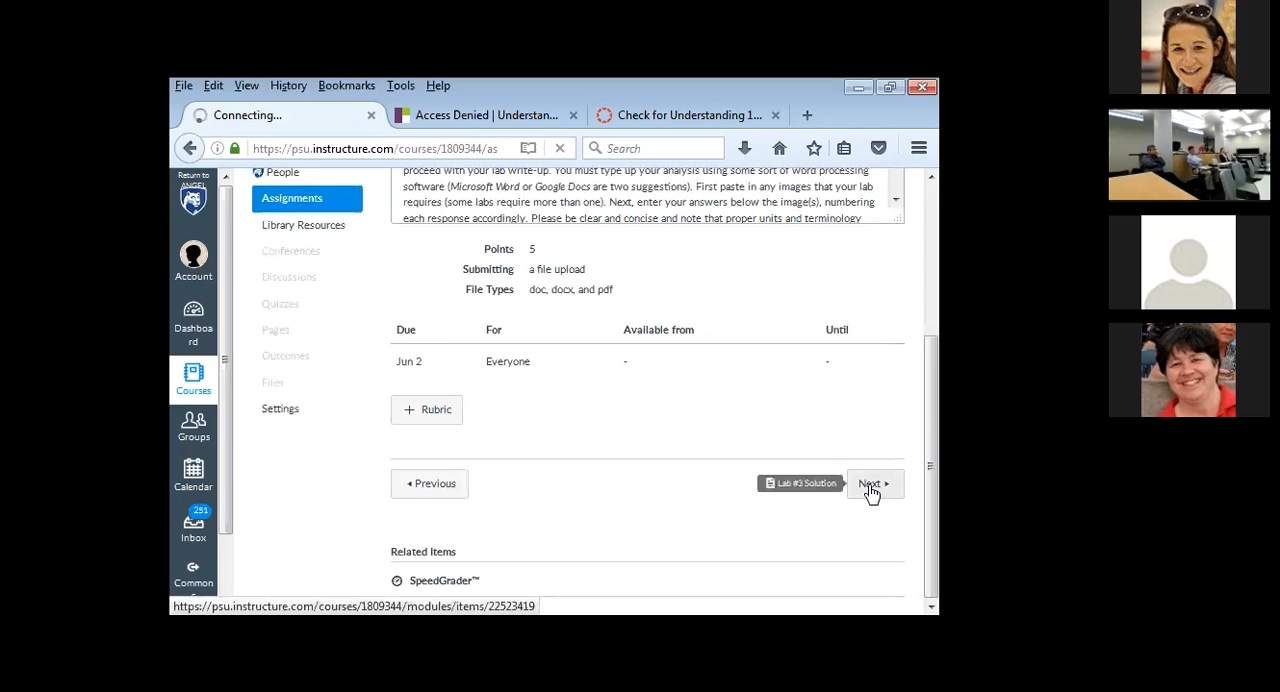 File Edit View History Bookmarks Tools Help
Connecting...
Access Denied | Understan...
Check for Understanding 1...
https://psu.instructure.com/courses/1809344/as
Search
Return to
ANGEL
Account
Dashboa
rd
Courses
Groups
Calendar
251
Inbox
Common
People
Assignments
Library Resources
Conferences
Discussions
Quizzes
Pages
Outcomes
Files
Settings
proceed with your lab write-up. You must type up your analysis using some sort of word processing
software (Microsoft Word or Google Docs are two suggestions). First paste in any images that your lab
requires (some labs require more than one). Next, enter your answers below the image(s), numbering
each response accordingly. Please be clear and concise and note that proper units and terminology
Points 5
Submitting a file upload
File Types doc, docx, and pdf
Due For Available from Until
Jun 2 Everyone - -
+ Rubric
Previous
Lab #3 Solution
Next
Related Items
SpeedGrader™
https://psu.instructure.com/courses/1809344/modules/items/22523419